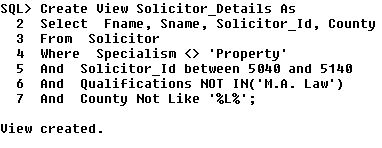 SQL> Create View Solicitor_Details As
2 Select Fname, Sname, Solicitor_Id, County
3 From Solicitor
4 Where Specialism <> 'Property'
5 And Solicitor_Id between 5040 and 5140
6 And Qualifications NOT IN('M.A. Law')
7 And County Not Like '%L%';
View created.